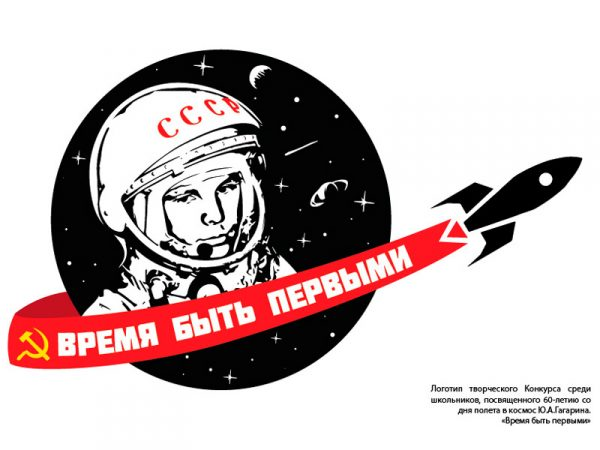 СССР
ВРЕМЯ БЫТЬ ПЕРВЫМИ
Логотип творческого Конкурса среди
школьников, посвященного 60-летию со
дня полета в космос Ю.А.Гагарина.
«Время быть первыми»